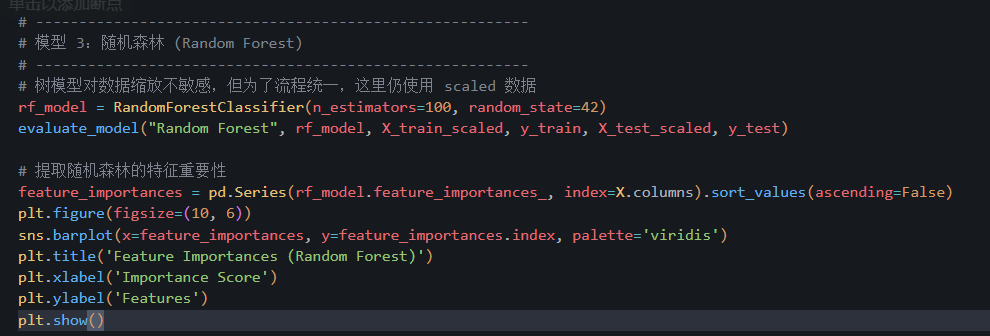 单击以添加断点
# -------------------------------------------------------
# 模型 3：随机森林 (Random Forest)
# -------------------------------------------------------
# 树模型对数据缩放不敏感，但为了流程统一，这里仍使用 scaled 数据
rf_model = RandomForestClassifier(n_estimators=100, random_state=42)
evaluate_model("Random Forest", rf_model, X_train_scaled, y_train, X_test_scaled, y_test)
# 提取随机森林的特征重要性
feature_importances = pd.Series(rf_model.feature_importances_, index=X.columns).sort_values(ascending=False)
plt.figure(figsize=(10, 6))
sns.barplot(x=feature_importances, y=feature_importances.index, palette='viridis')
plt.title('Feature Importances (Random Forest)')
plt.xlabel('Importance Score')
plt.ylabel('Features')
plt.show()